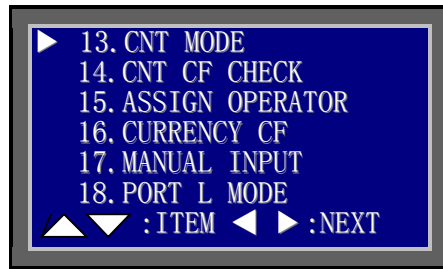 ▶ 13.CNT MODE
14.CNT CF CHECK
15.ASSIGN OPERATOR
16.CURRENCY CF
17.MANUAL INPUT
18.PORT L MODE
△▽:ITEM ◀ ▶:NEXT